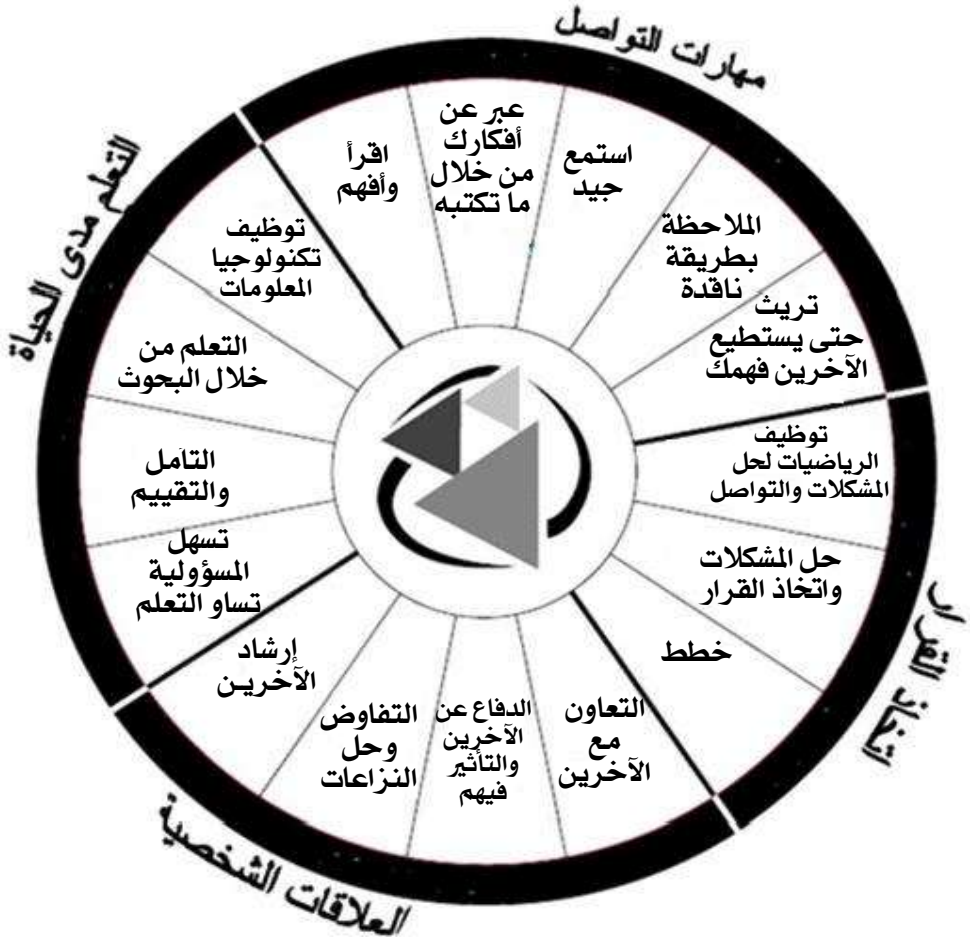 مهارات التواصل
اقرأ
وأفهم
عبر عن
أفكارك
من خلال
ما تكتبه
استمع
جيد
الملاحظة
بطريقة
ناقدة
تريث
حتى يستطيع
الآخرين فهمك
اتخاذ القرار
توظيف
الرياضيات لحل
المشكلات والتواصل
حل المشكلات
واتخاذ القرار
خطط
العلاقات الشخصية
التعاون
مع
الآخرين
الدفاع عن
الآخرين
والتأثير
فيهم
التفاوض
وحل
النزاعات
إرشاد
الآخرين
التعلم مدى الحياة
تسهل
المسؤولية
تساو التعلم
التأمل
والتقييم
التعلم من
خلال البحوث
توظيف
تكنولوجيا
المعلومات